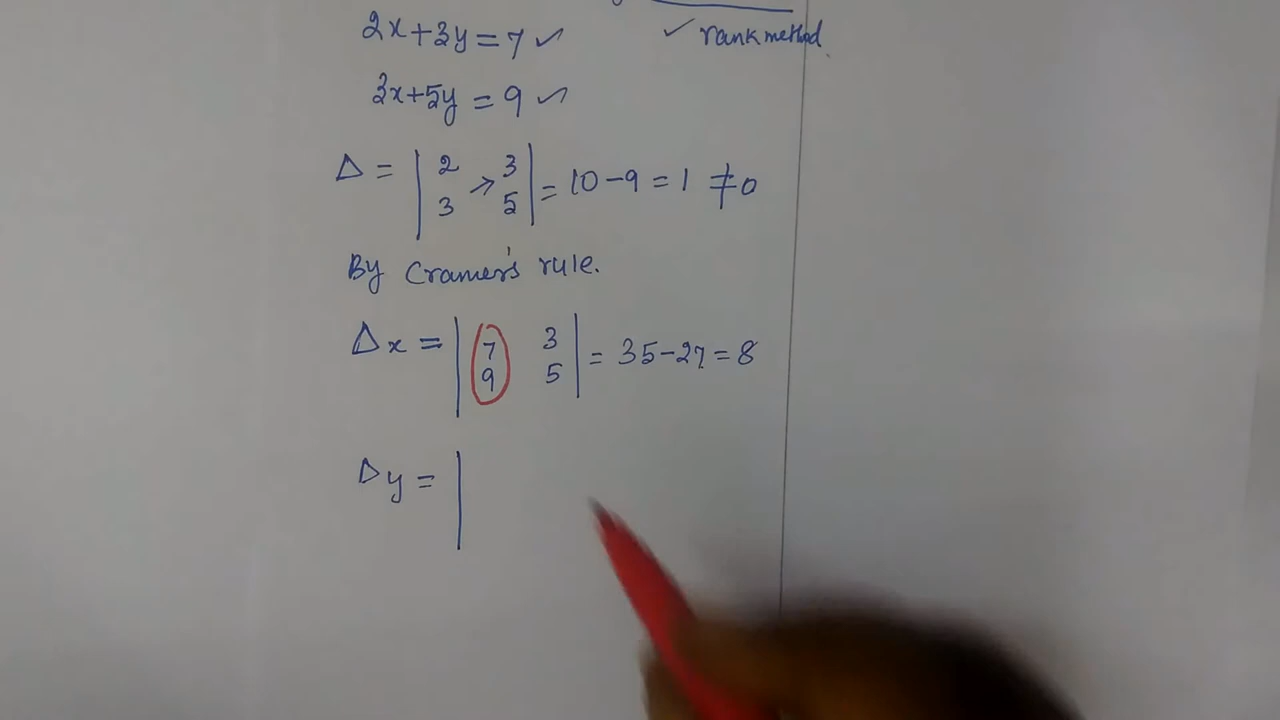 2x+3y=7 ✓ ✓ rank method.
3x+5y = 9 ✓
Δ = | 2 → 3 | = 10-9 = 1 ≠0
3 5
By Cramer's rule.
Δx = | 7 3 | = 35-27 = 8
9 5
Δy = |